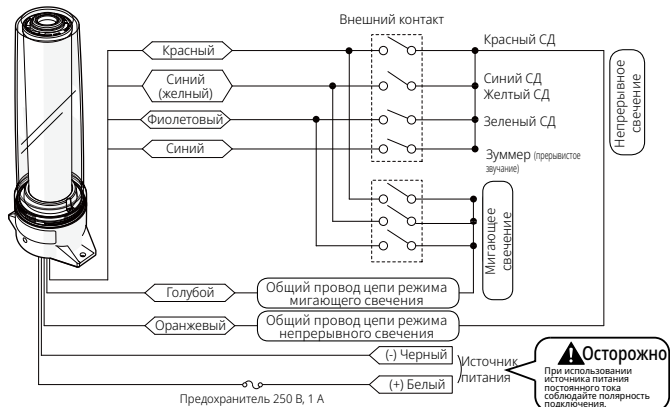 Внешний контакт
Красный
Красный СД
Синий
(желный)
Синий СД
Желтый СД
Фиолетовый
Зеленый СД
Синий
Зуммер (прерывистое
звучание)
Непрерывное
свечение
Мигающее
свечение
Голубой
Общий провод цепи режима
мигающего свечения
Оранжевый
Общий провод цепи режима
непрерывного свечения
(-) Черный
(+) Белый
Источник
питания
Предохранитель 250 В, 1 А
Осторожно
При использовании
источника питания
постоянного тока
соблюдайте полярность
подключения.